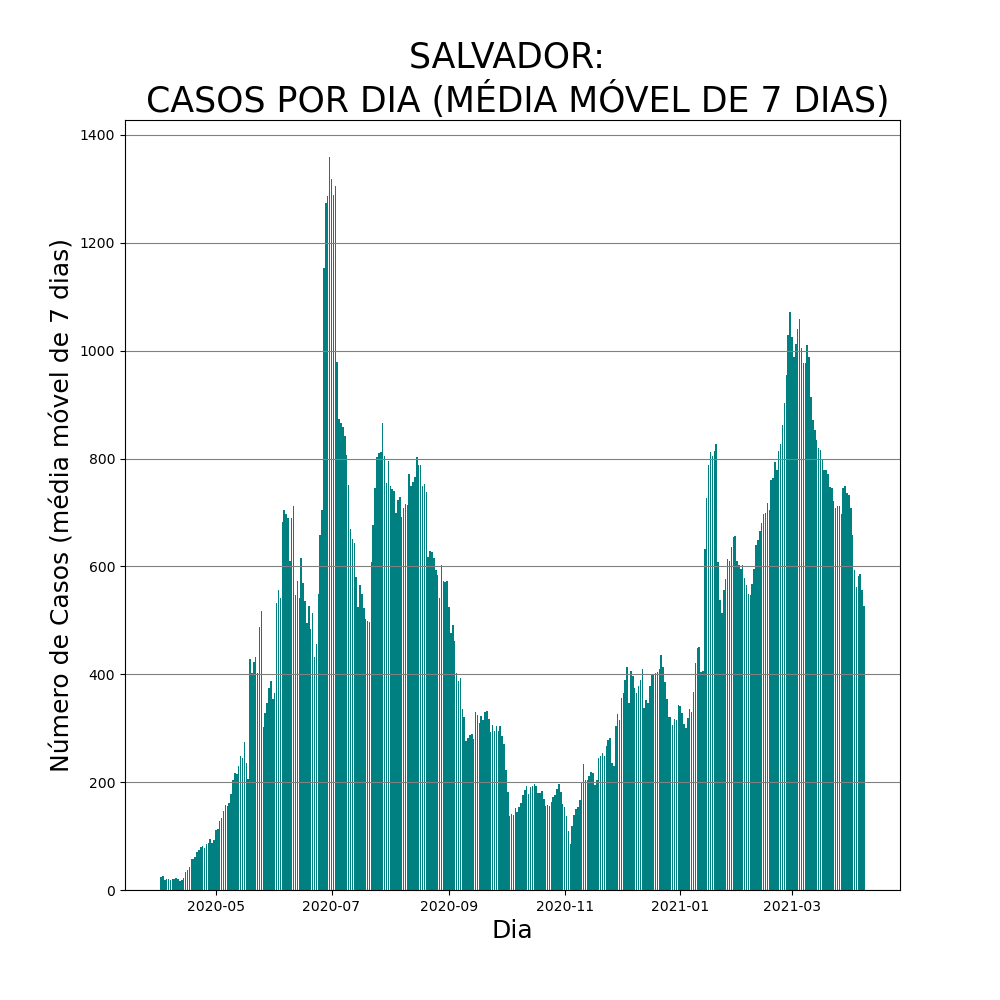 SALVADOR:
CASOS POR DIA (MÉDIA MÓVEL DE 7 DIAS)
Número de Casos (média móvel de 7 dias)
1400
1200
1000
800
600
400
200
0
2020-05 2020-07 2020-09 2020-11 2021-01 2021-03
Dia